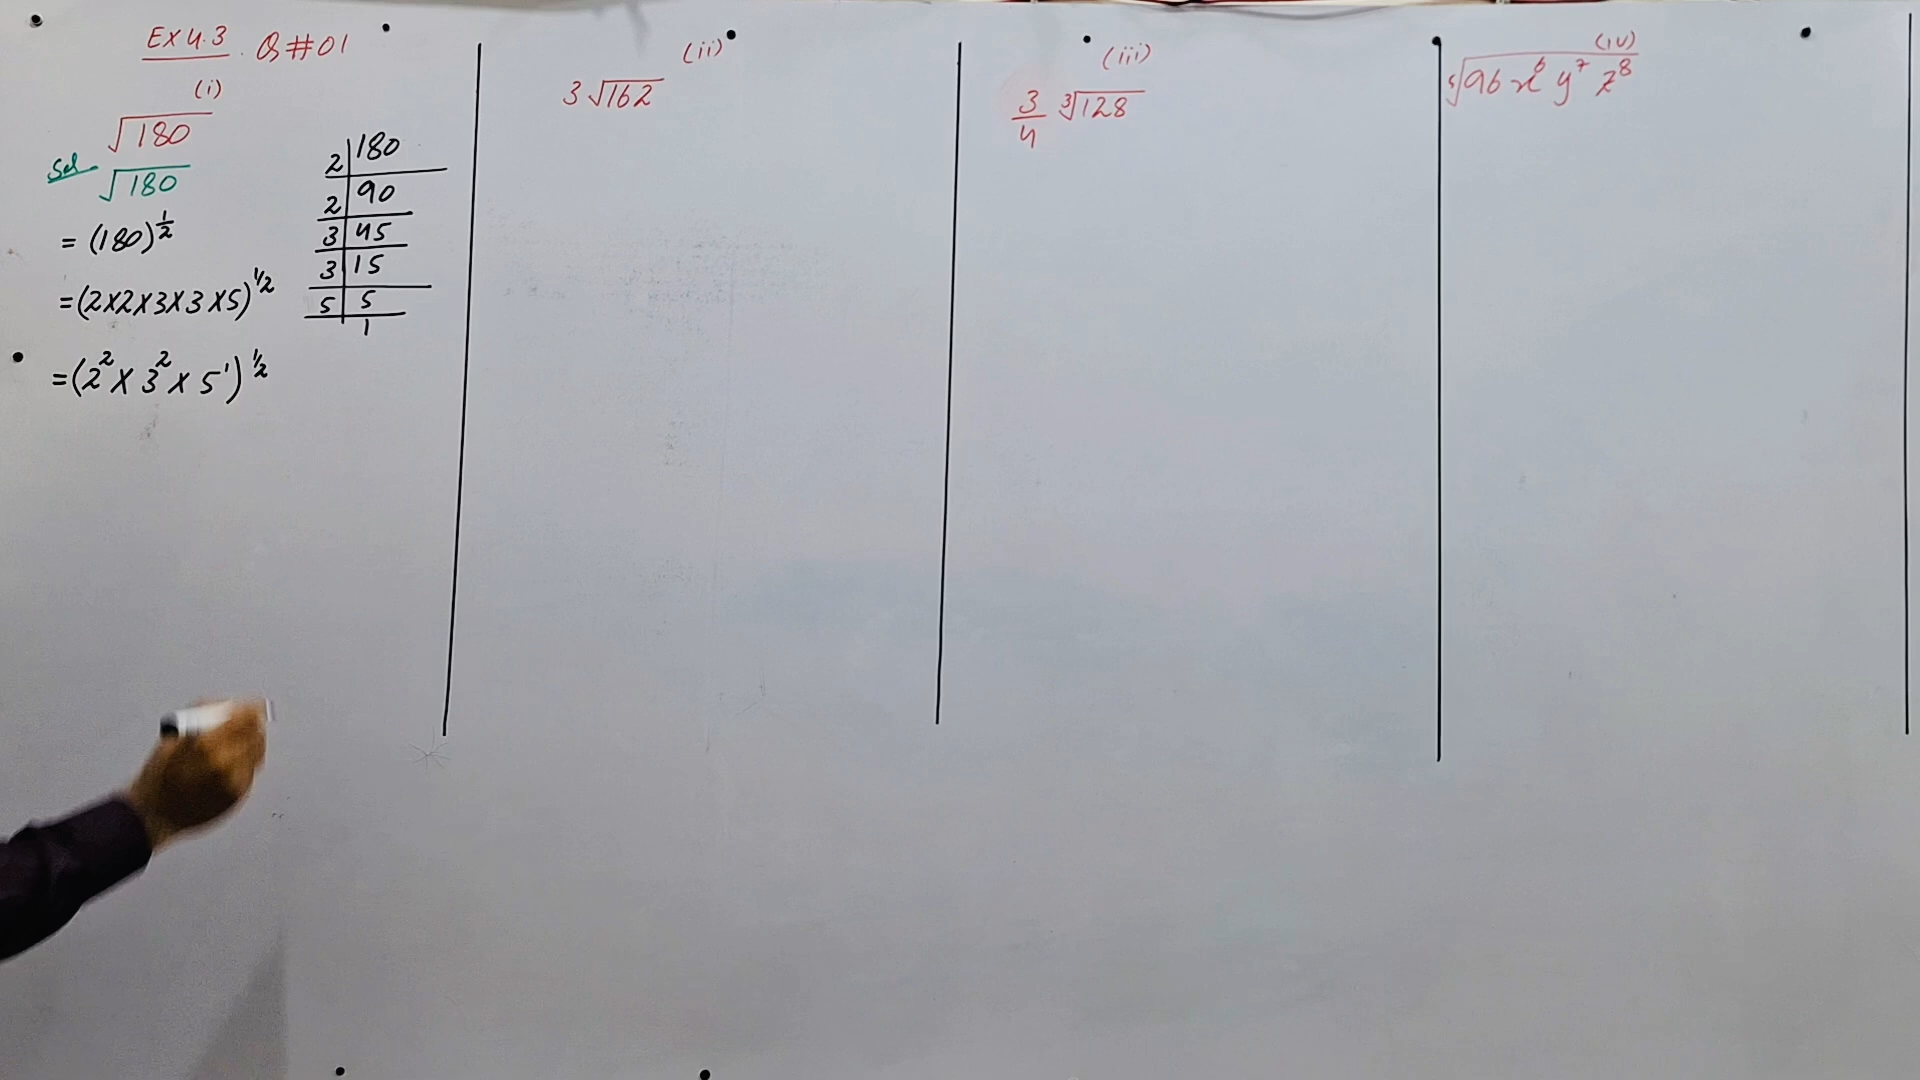 Ex 4.3. Q#01
(i)
√180
Sol
√180
= (180)^1/2
= (2×2×3×3×5)^1/2
= (2²×3²×5¹)^1/2
2|180
2|90
3|45
3|15
5|5
1
(ii)
3√162
(iii)
3/4 ∛128
(iv)
⁵√96x⁶y⁷z⁸